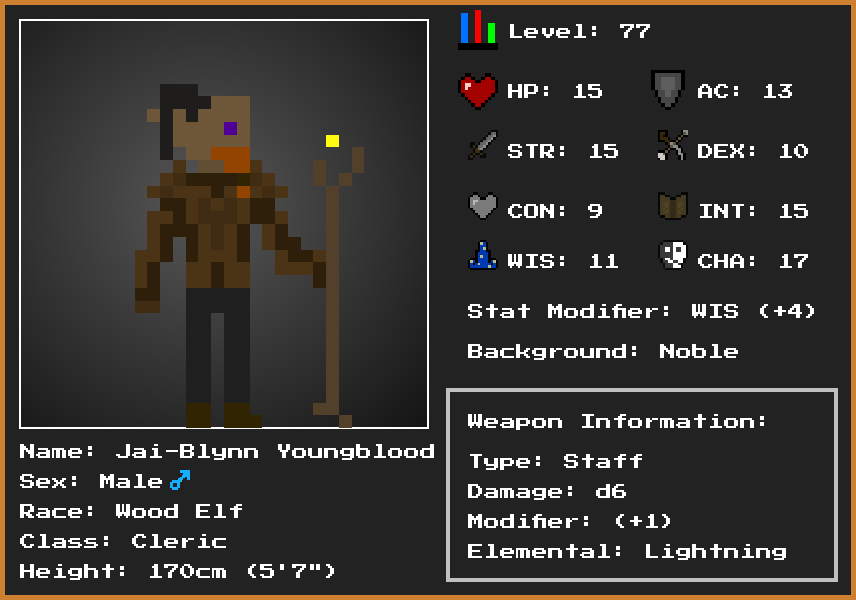 Level: 77
HP: 15 AC: 13
STR: 15 DEX: 10
CON: 9 INT: 15
WIS: 11 CHA: 17
Stat Modifier: WIS (+4)
Background: Noble
Weapon Information:
Type: Staff
Damage: d6
Modifier: (+1)
Elemental: Lightning
Name: Jai-Blynn Youngblood
Sex: Male♂
Race: Wood Elf
Class: Cleric
Height: 170cm (5'7")